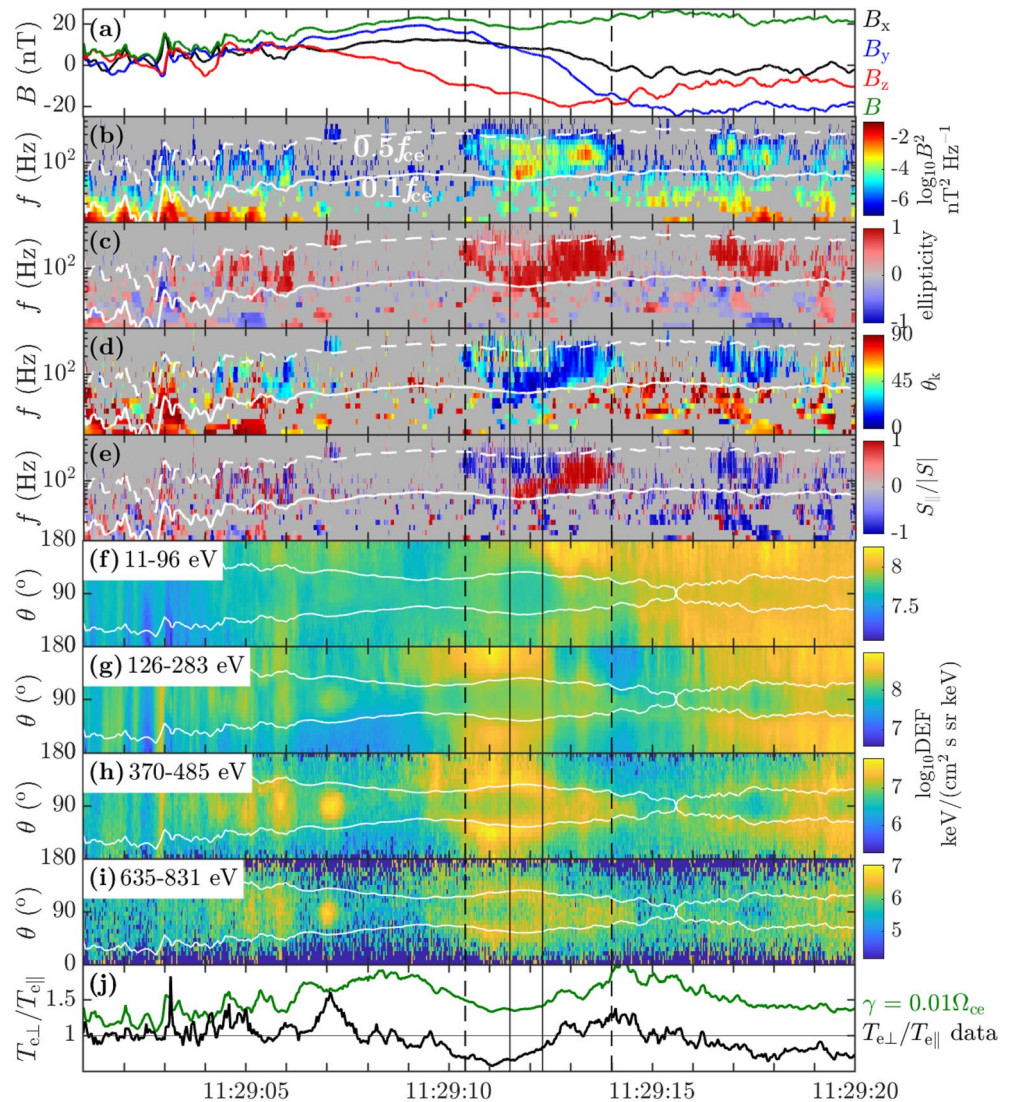 (a)
B (nT)
20
0
-20
Bx
By
Bz
B
(b)
f (Hz)
10²
0.5fce
0.1fce
-2
-4
-6
log10B²
nT² Hz⁻¹
(c)
f (Hz)
10²
1
0
-1
ellipticity
(d)
f (Hz)
10²
90
45
0
θk
(e)
f (Hz)
10²
1
0
-1
S∥/|S|
(f) 11-96 eV
θ (°)
180
90
8
7.5
(g) 126-283 eV
θ (°)
180
90
8
7
(h) 370-485 eV
θ (°)
180
90
7
6
log10DEF
keV/(cm² s sr keV)
(i) 635-831 eV
θ (°)
180
90
0
7
6
5
(j)
Te⊥/Te∥
1.5
1
γ = 0.01Ωce
Te⊥/Te∥ data
11:29:05
11:29:10
11:29:15
11:29:20